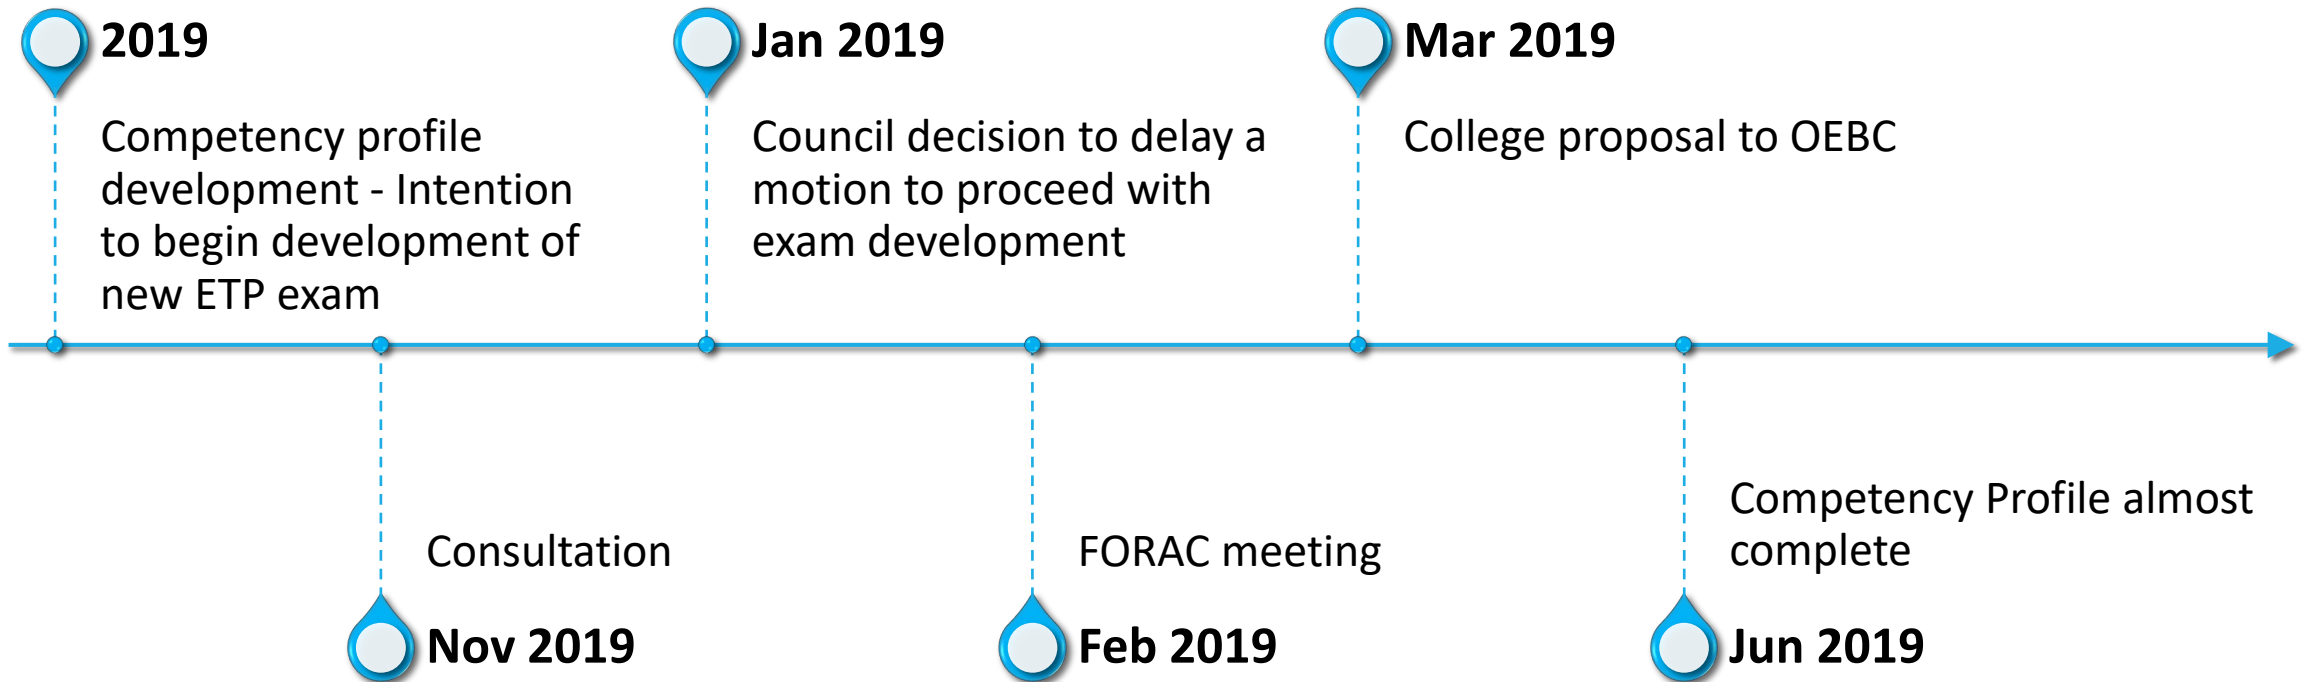 2019
Competency profile
development - Intention
to begin development of
new ETP exam
Consultation
Nov 2019
Jan 2019
Council decision to delay a
motion to proceed with
exam development
FORAC meeting
Feb 2019
Mar 2019
College proposal to OEBC
Competency Profile almost
complete
Jun 2019